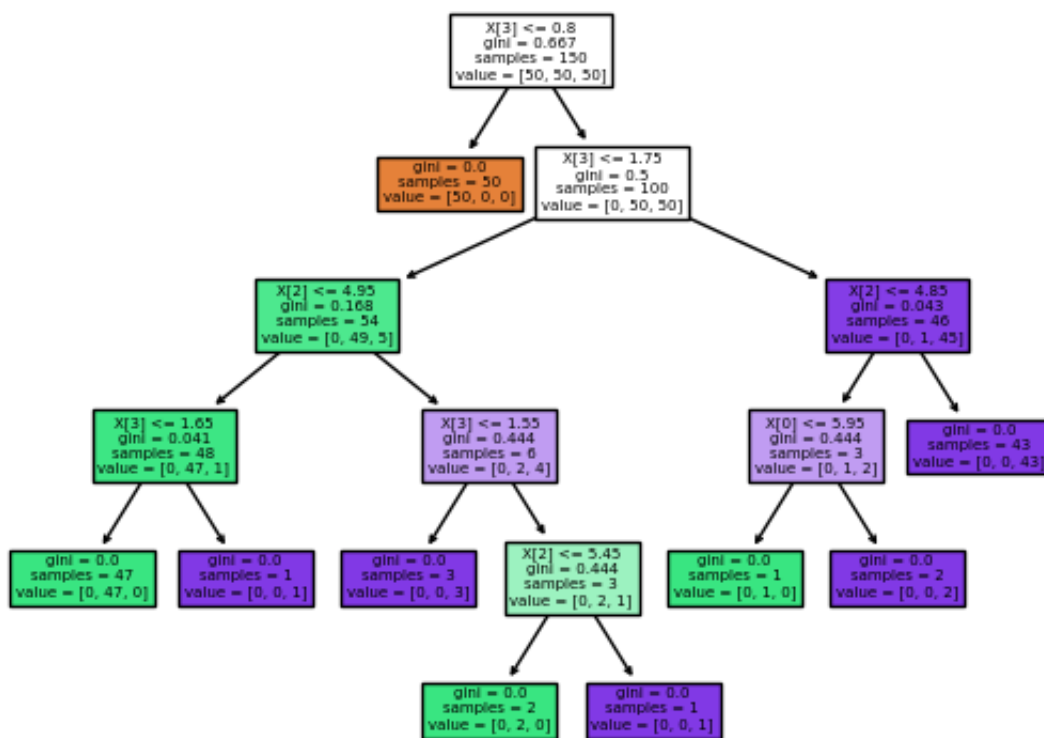 X[3] <= 0.8
gini = 0.667
samples = 150
value = [50, 50, 50]
gini = 0.0
samples = 50
value = [50, 0, 0]
X[3] <= 1.75
gini = 0.5
samples = 100
value = [0, 50, 50]
X[2] <= 4.95
gini = 0.168
samples = 54
value = [0, 49, 5]
X[2] <= 4.85
gini = 0.043
samples = 46
value = [0, 1, 45]
X[3] <= 1.65
gini = 0.041
samples = 48
value = [0, 47, 1]
X[3] <= 1.55
gini = 0.444
samples = 6
value = [0, 2, 4]
X[0] <= 5.95
gini = 0.444
samples = 3
value = [0, 1, 2]
gini = 0.0
samples = 43
value = [0, 0, 43]
gini = 0.0
samples = 47
value = [0, 47, 0]
gini = 0.0
samples = 1
value = [0, 0, 1]
gini = 0.0
samples = 3
value = [0, 0, 3]
X[2] <= 5.45
gini = 0.444
samples = 3
value = [0, 2, 1]
gini = 0.0
samples = 1
value = [0, 1, 0]
gini = 0.0
samples = 2
value = [0, 0, 2]
gini = 0.0
samples = 2
value = [0, 2, 0]
gini = 0.0
samples = 1
value = [0, 0, 1]